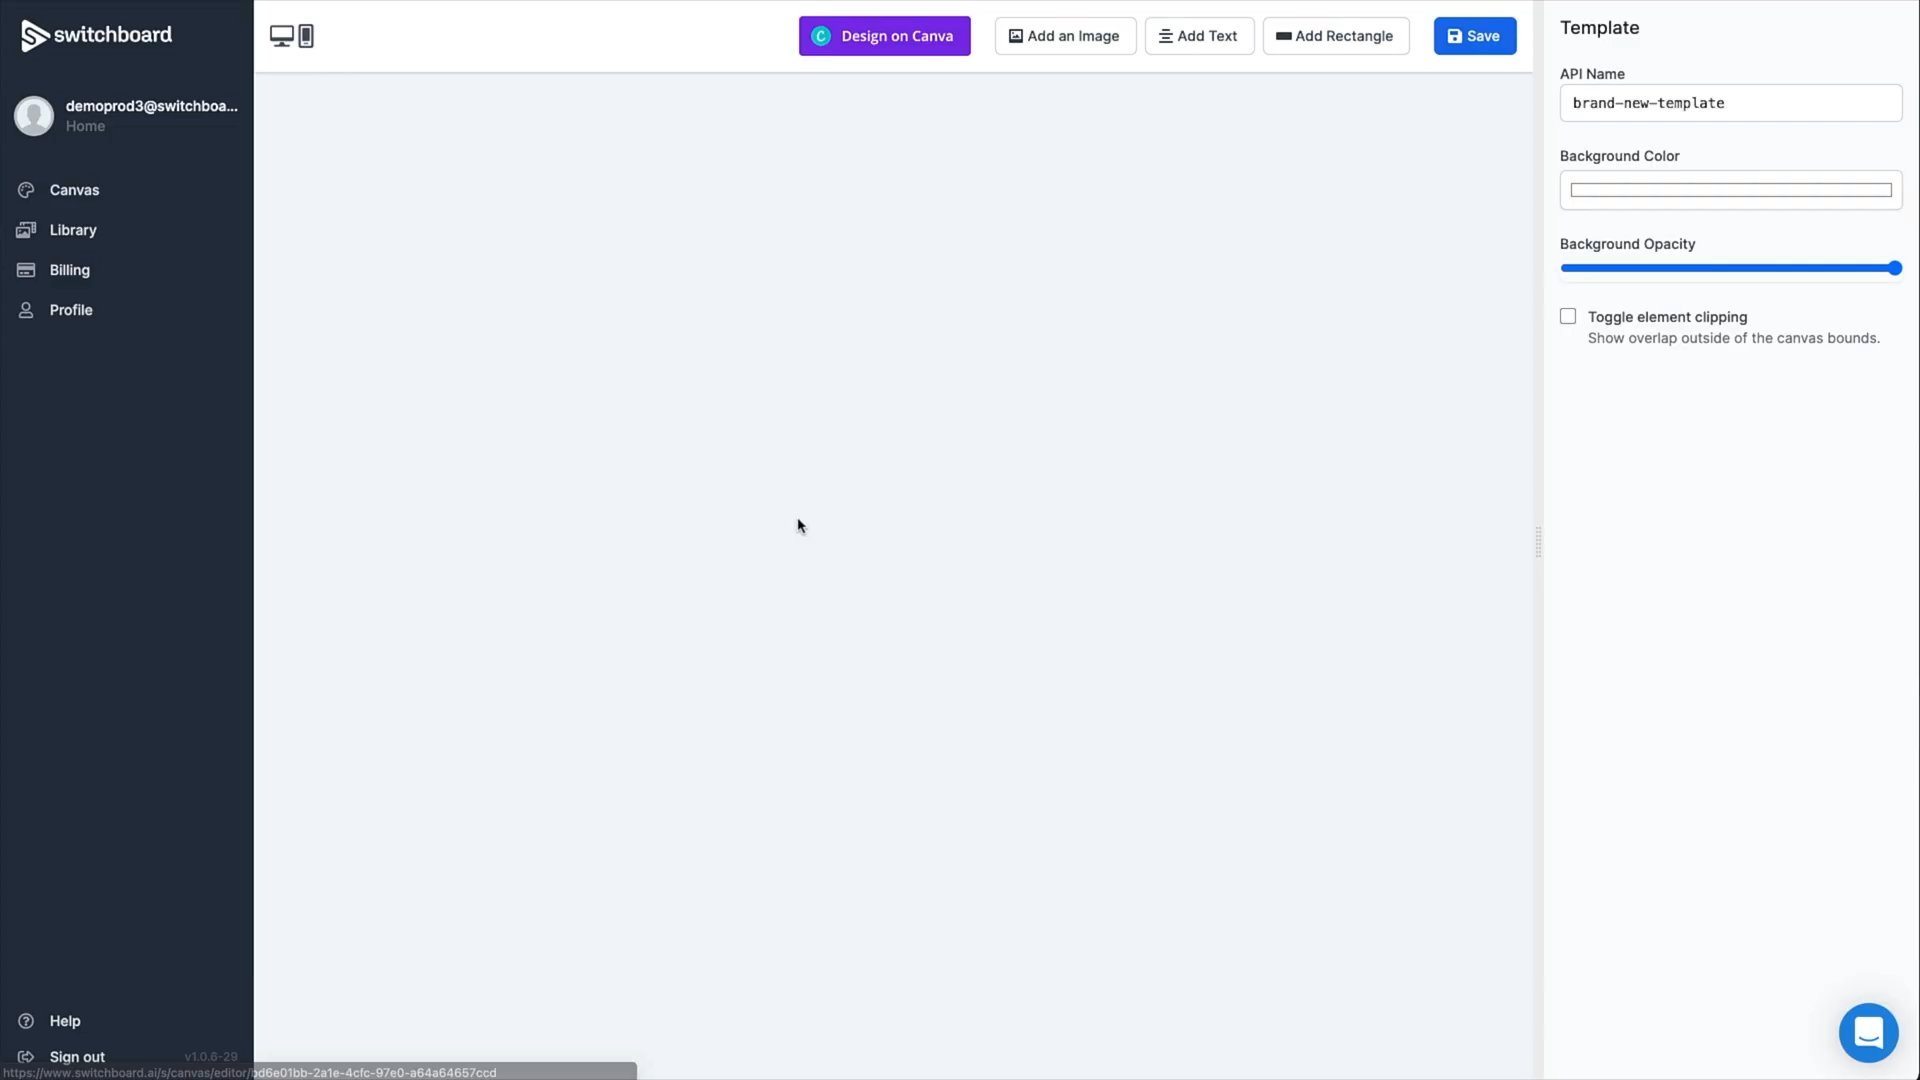 switchboard
demoprod3@switchboa...
Home
Canvas
Library
Billing
Profile
Help
Sign out
v1.0.6-29
https://www.switchboard.ai/s/canvas/editor/bd6e01bb-2a1e-4cfc-97e0-a64a64657ccd
C Design on Canva
Add an Image
Add Text
Add Rectangle
Save
Template
API Name
brand-new-template
Background Color
Background Opacity
Toggle element clipping
Show overlap outside of the canvas bounds.